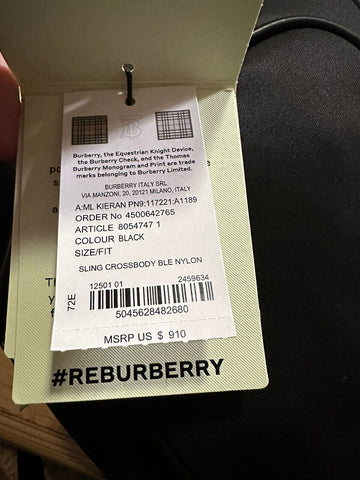 Burberry, the Equestrian Knight Device,
the Burberry Check, and the Thomas
Burberry Monogram and Print are trade
marks belonging to Burberry Limited.
BURBERRY ITALY SRL
VIA MANZONI, 20, 20121 MILANO, ITALY
A:ML KIERAN PN9:117221:A1189
ORDER No 4500642765
ARTICLE 8054747 1
COLOUR BLACK
SIZE/FIT
SLING CROSSBODY BLE NYLON
72E
12501 01 2459634
5045628482680
MSRP US $ 910
#REBURBERRY